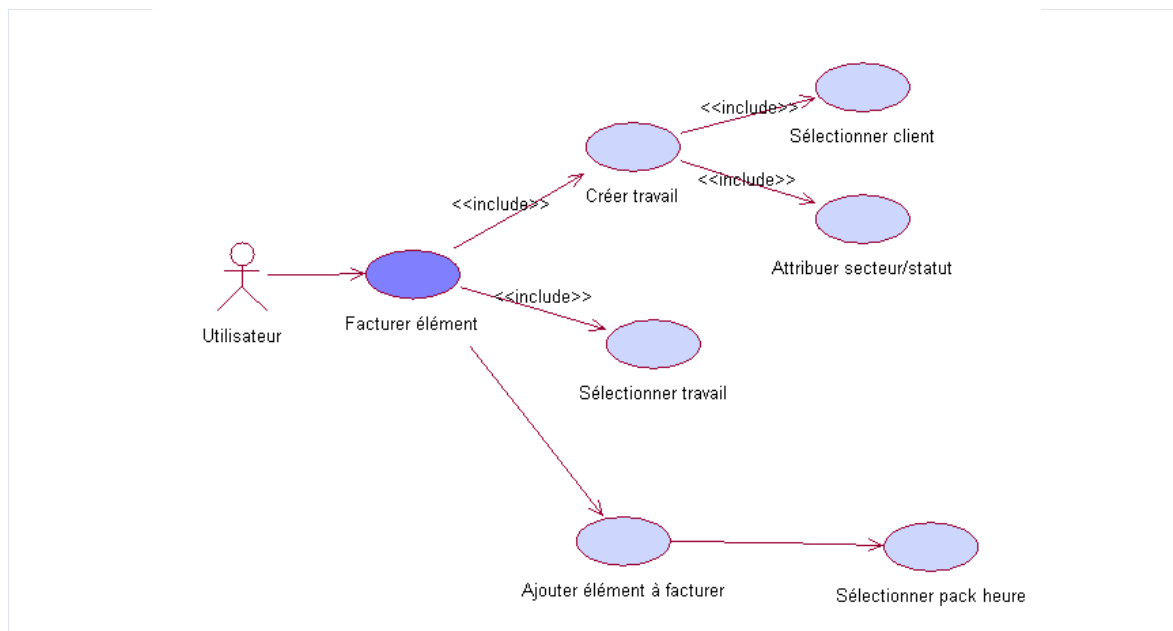 <<include>>
Sélectionner client
<<include>>
Créer travail
<<include>>
Attribuer secteur/statut
Utilisateur
Facturer élément
<<include>>
Sélectionner travail
Ajouter élément à facturer
Sélectionner pack heure